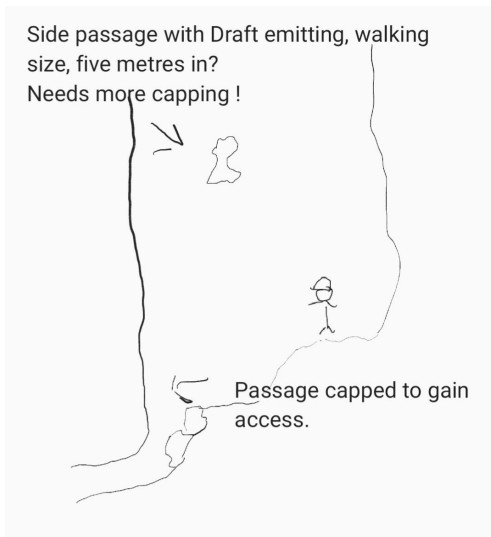 Side passage with Draft emitting, walking
size, five metres in?
Needs more capping !
Passage capped to gain
access.